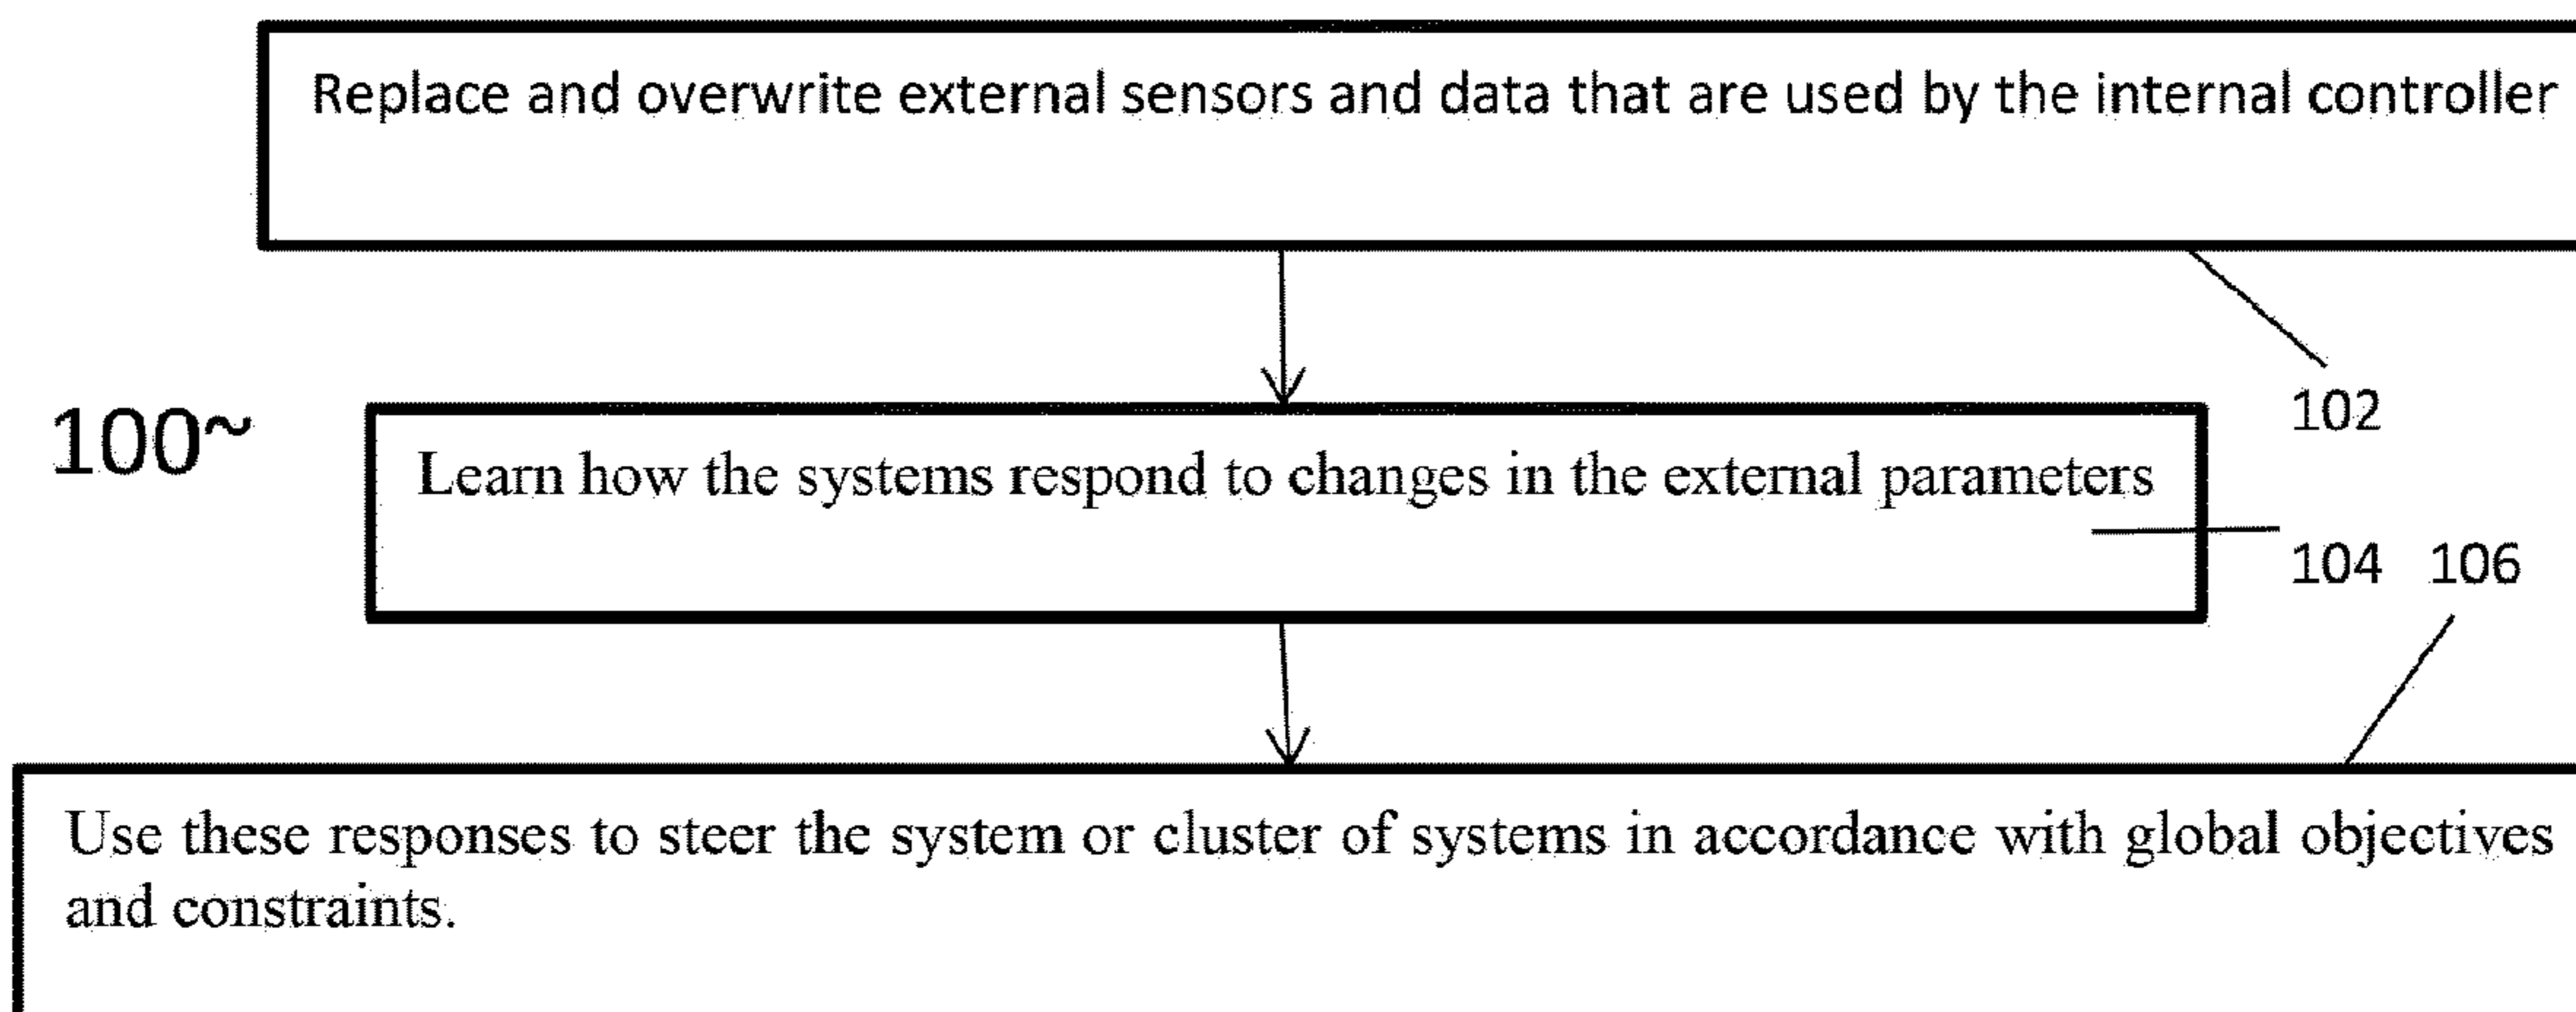 Replace and overwrite external sensors and data that are used by the internal controller
102
100~
Learn how the systems respond to changes in the external parameters
104 106
Use these responses to steer the system or cluster of systems in accordance with global objectives
and constraints.